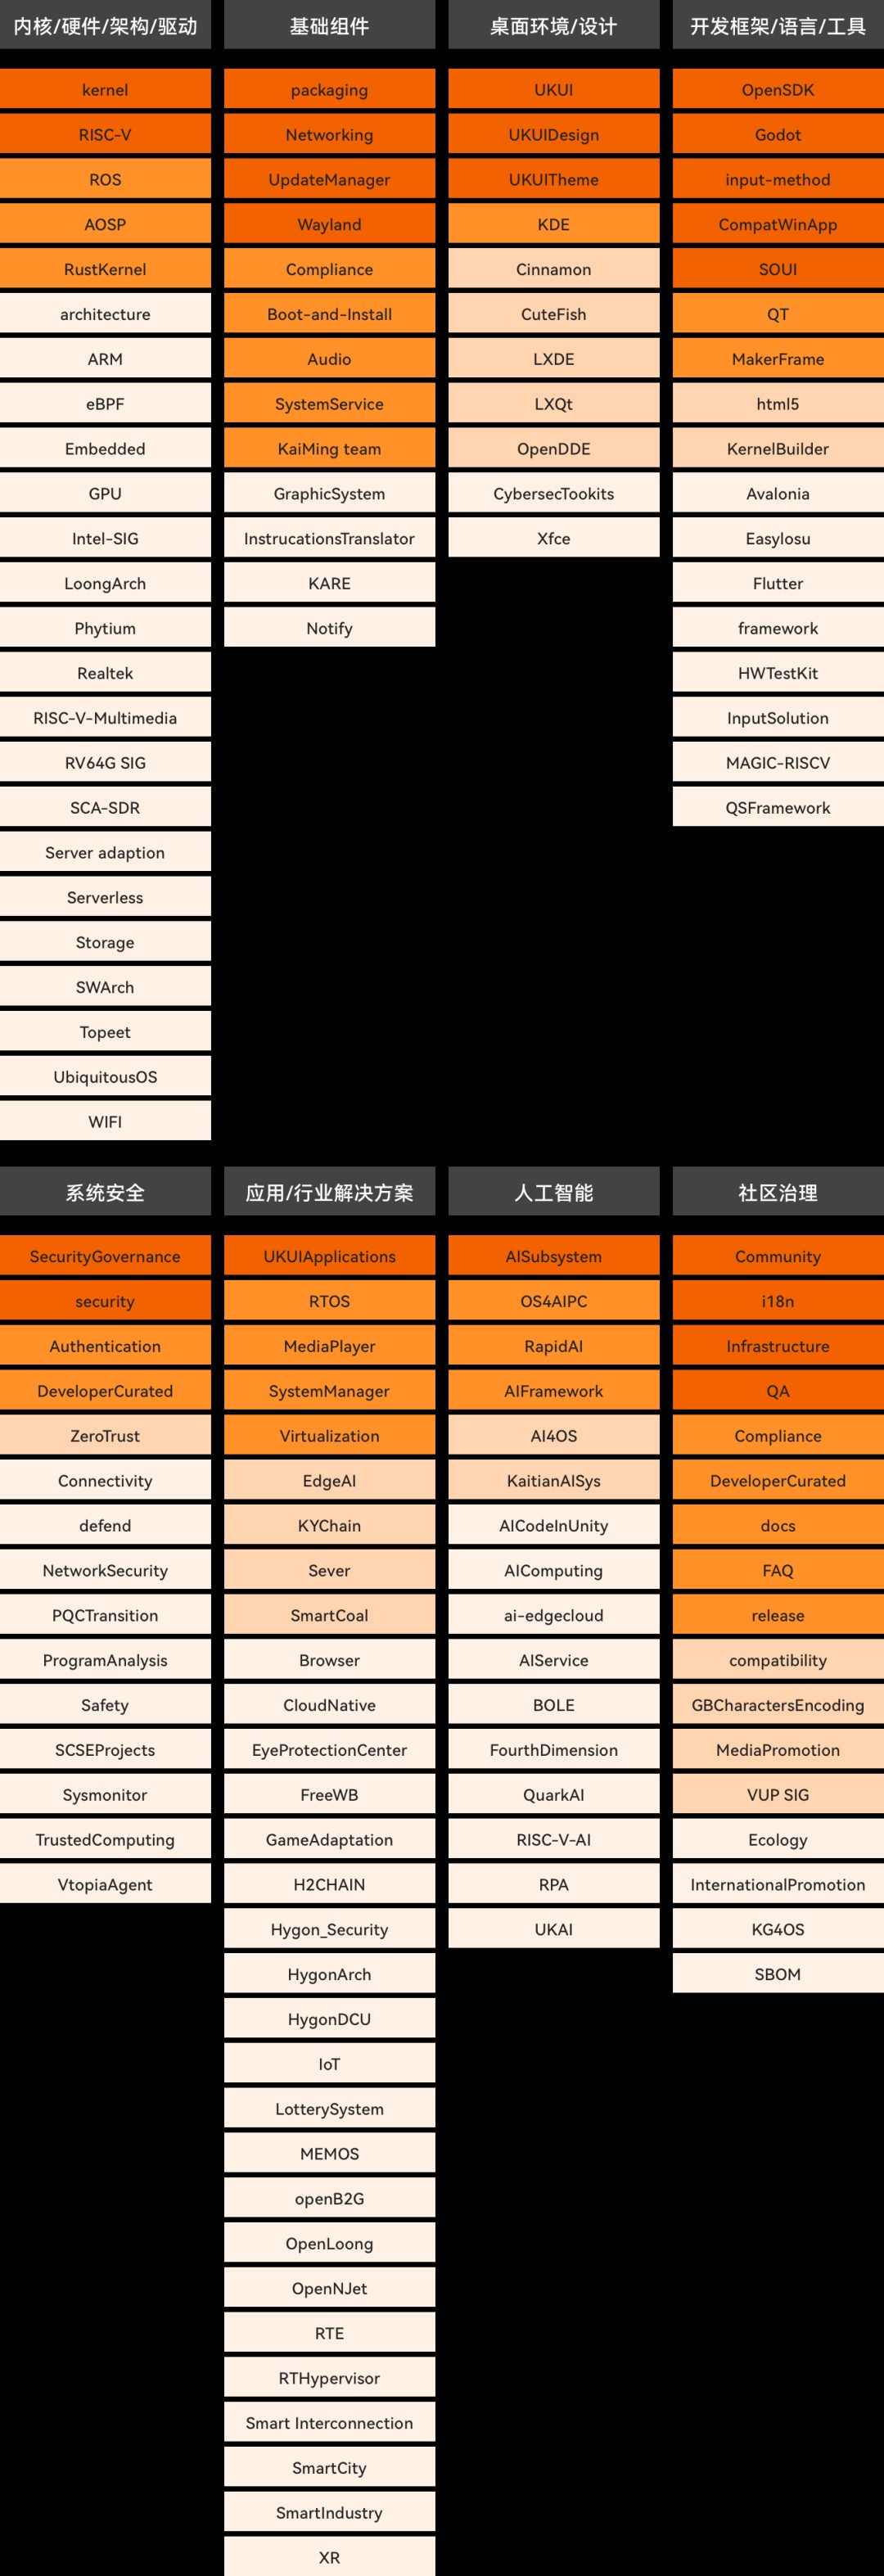 内核/硬件/架构/驱动
kernel
RISC-V
ROS
AOSP
RustKernel
architecture
ARM
eBPF
Embedded
GPU
Intel-SIG
LoongArch
Phytium
Realtek
RISC-V-Multimedia
RV64G SIG
SCA-SDR
Server adaption
Serverless
Storage
SWArch
Topeet
UbiquitousOS
WIFI
基础组件
packaging
Networking
UpdateManager
Wayland
Compliance
Boot-and-Install
Audio
SystemService
KaiMing team
GraphicSystem
InstrucationsTranslator
KARE
Notify
桌面环境/设计
UKUI
UKUIDesign
UKUITheme
KDE
Cinnamon
CuteFish
LXDE
LXQt
OpenDDE
CybersecTookits
Xfce
开发框架/语言/工具
OpenSDK
Godot
input-method
CompatWinApp
SOUI
QT
MakerFrame
html5
KernelBuilder
Avalonia
Easylosu
Flutter
framework
HWTestKit
InputSolution
MAGIC-RISCV
QSFramework
系统安全
SecurityGovernance
security
Authentication
DeveloperCurated
ZeroTrust
Connectivity
defend
NetworkSecurity
PQCTransition
ProgramAnalysis
Safety
SCSEProjects
Sysmonitor
TrustedComputing
VtopiaAgent
应用/行业解决方案
UKUIApplications
RTOS
MediaPlayer
SystemManager
Virtualization
EdgeAI
KYChain
Sever
SmartCoal
Browser
CloudNative
EyeProtectionCenter
FreeWB
GameAdaptation
H2CHAIN
Hygon_Security
HygonArch
HygonDCU
IoT
LotterySystem
MEMOS
openB2G
OpenLoong
OpenNJet
RTE
RTHypervisor
Smart Interconnection
SmartCity
SmartIndustry
XR
人工智能
AISubsystem
OS4AIPC
RapidAI
AIFramework
AI4OS
KaitianAISys
AICodeInUnity
AIComputing
ai-edgecloud
AIService
BOLE
FourthDimension
QuarkAI
RISC-V-AI
RPA
UKAI
社区治理
Community
i18n
Infrastructure
QA
Compliance
DeveloperCurated
docs
FAQ
release
compatibility
GBCharactersEncoding
MediaPromotion
VUP SIG
Ecology
InternationalPromotion
KG4OS
SBOM